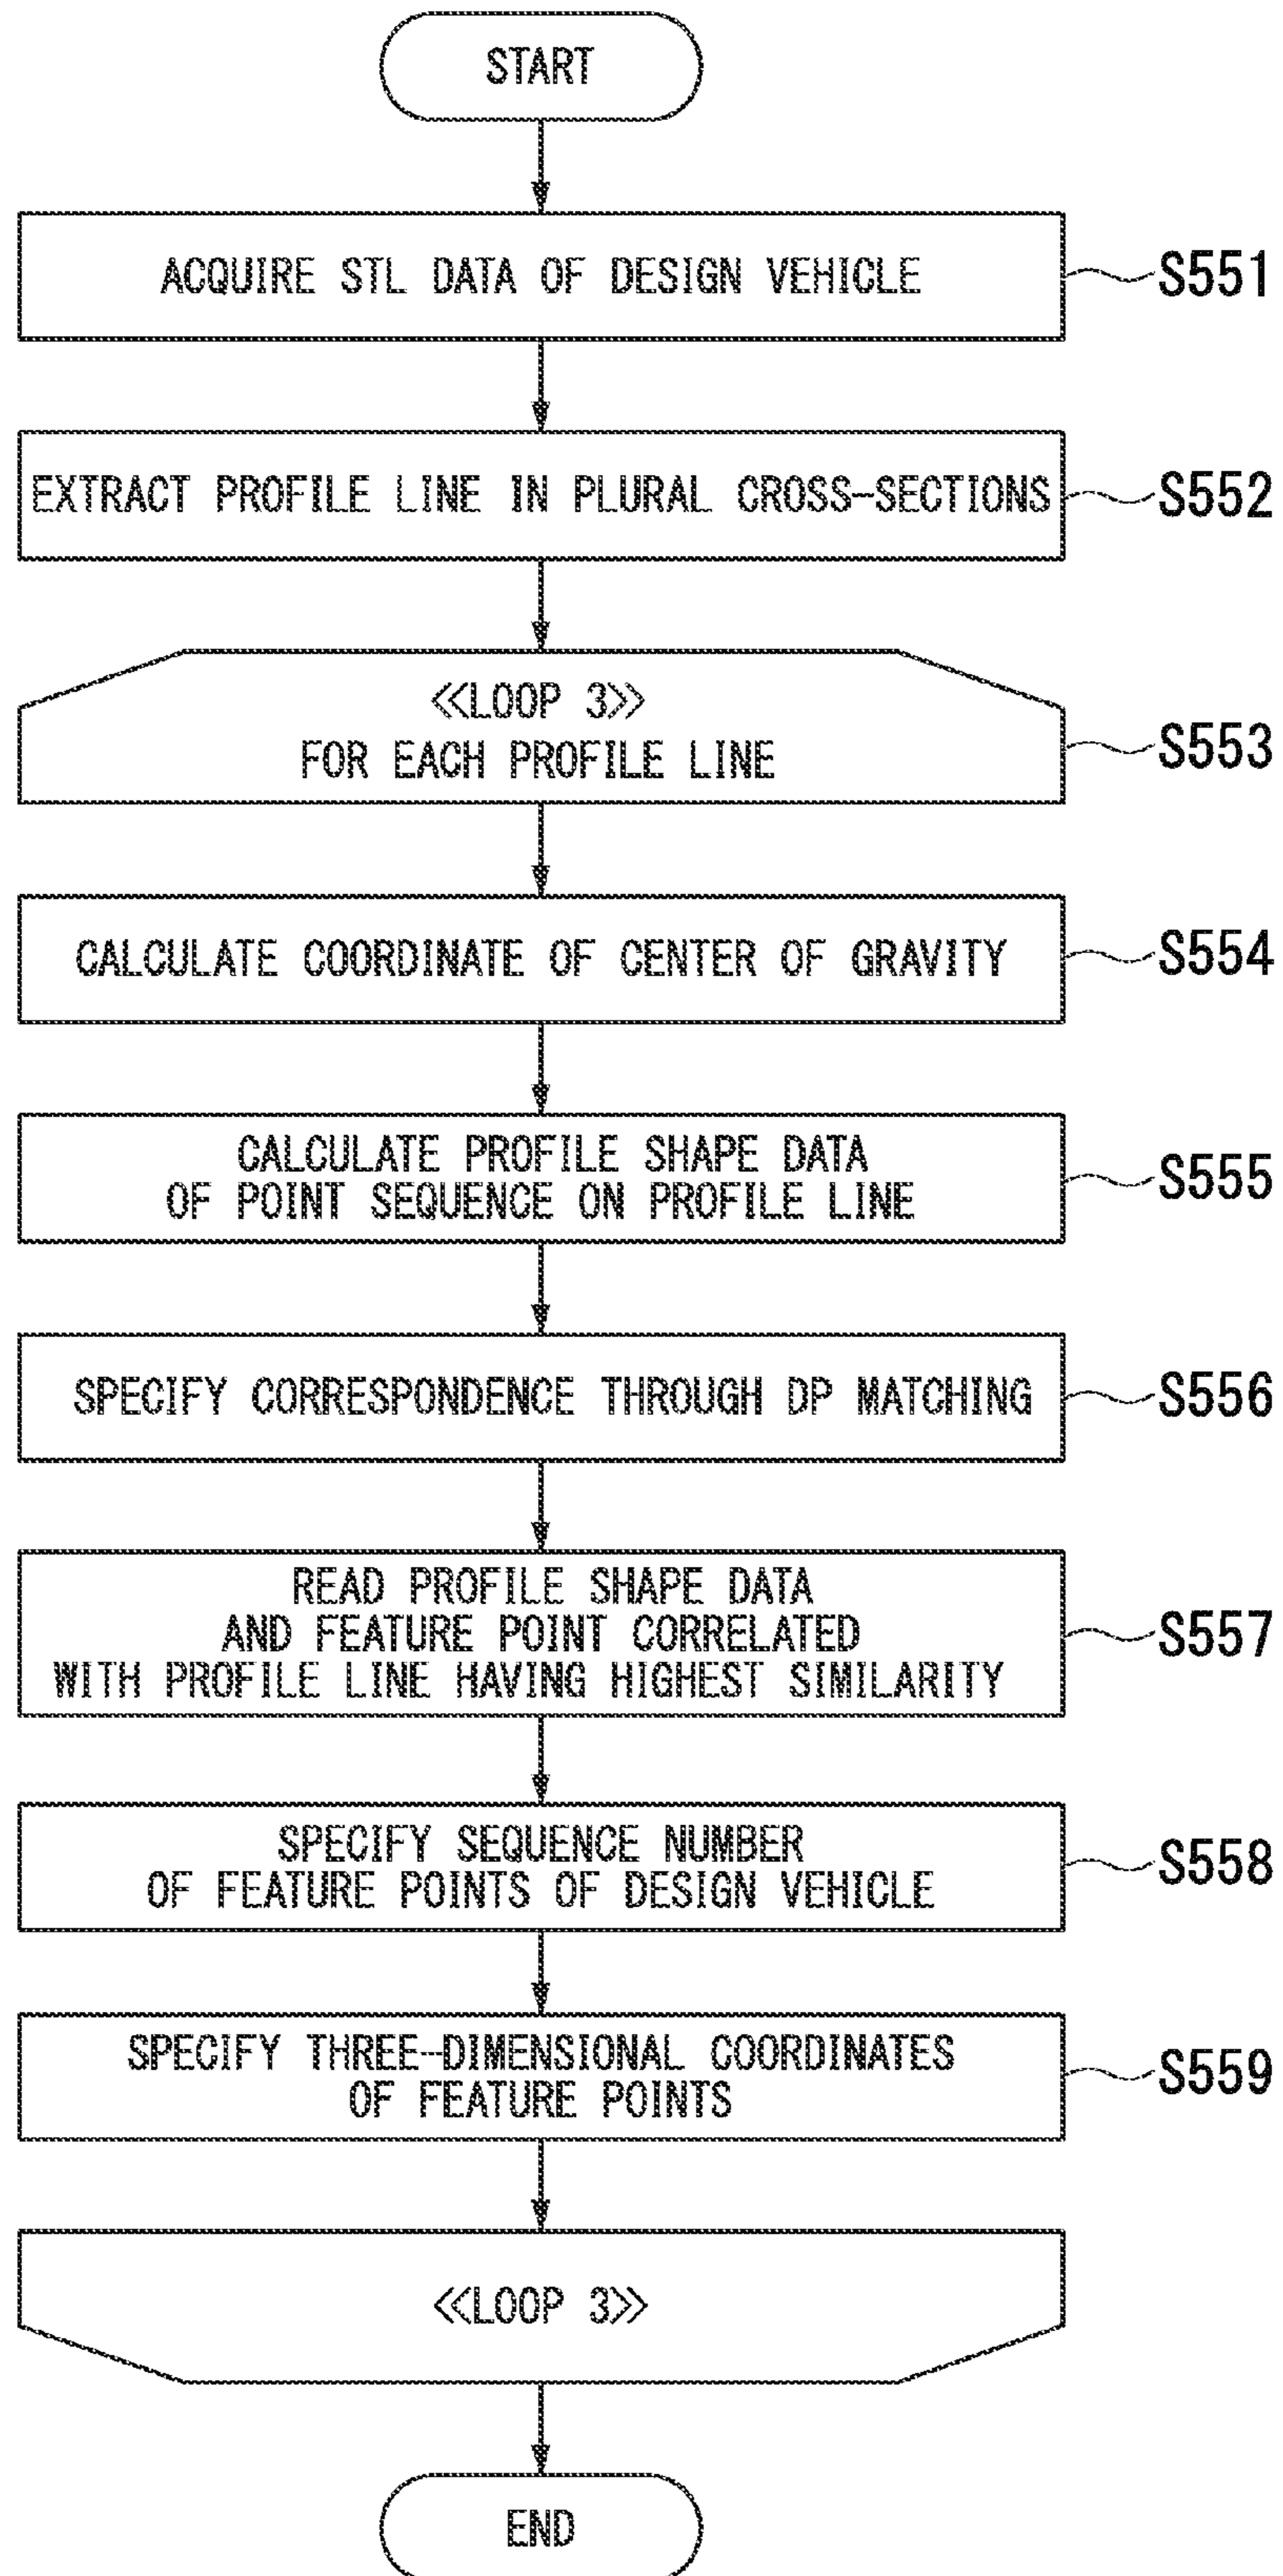 START
ACQUIRE STL DATA OF DESIGN VEHICLE
S551
EXTRACT PROFILE LINE IN PLURAL CROSS-SECTIONS
S552
≪LOOP 3≫
FOR EACH PROFILE LINE
S553
CALCULATE COORDINATE OF CENTER OF GRAVITY
S554
CALCULATE PROFILE SHAPE DATA
OF POINT SEQUENCE ON PROFILE LINE
S555
SPECIFY CORRESPONDENCE THROUGH DP MATCHING
S556
READ PROFILE SHAPE DATA
AND FEATURE POINT CORRELATED
WITH PROFILE LINE HAVING HIGHEST SIMILARITY
S557
SPECIFY SEQUENCE NUMBER
OF FEATURE POINTS OF DESIGN VEHICLE
S558
SPECIFY THREE-DIMENSIONAL COORDINATES
OF FEATURE POINTS
S559
≪LOOP 3≫
END